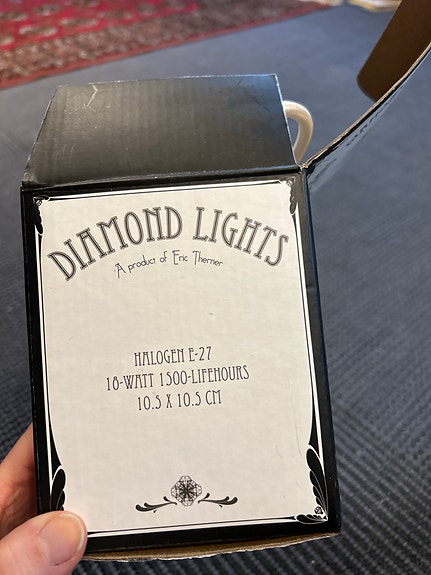 DIAMOND LIGHTS
A product of Eric Therner
HALOGEN E-27
18-WATT 1500-LIFEHOURS
10.5 X 10.5 CM